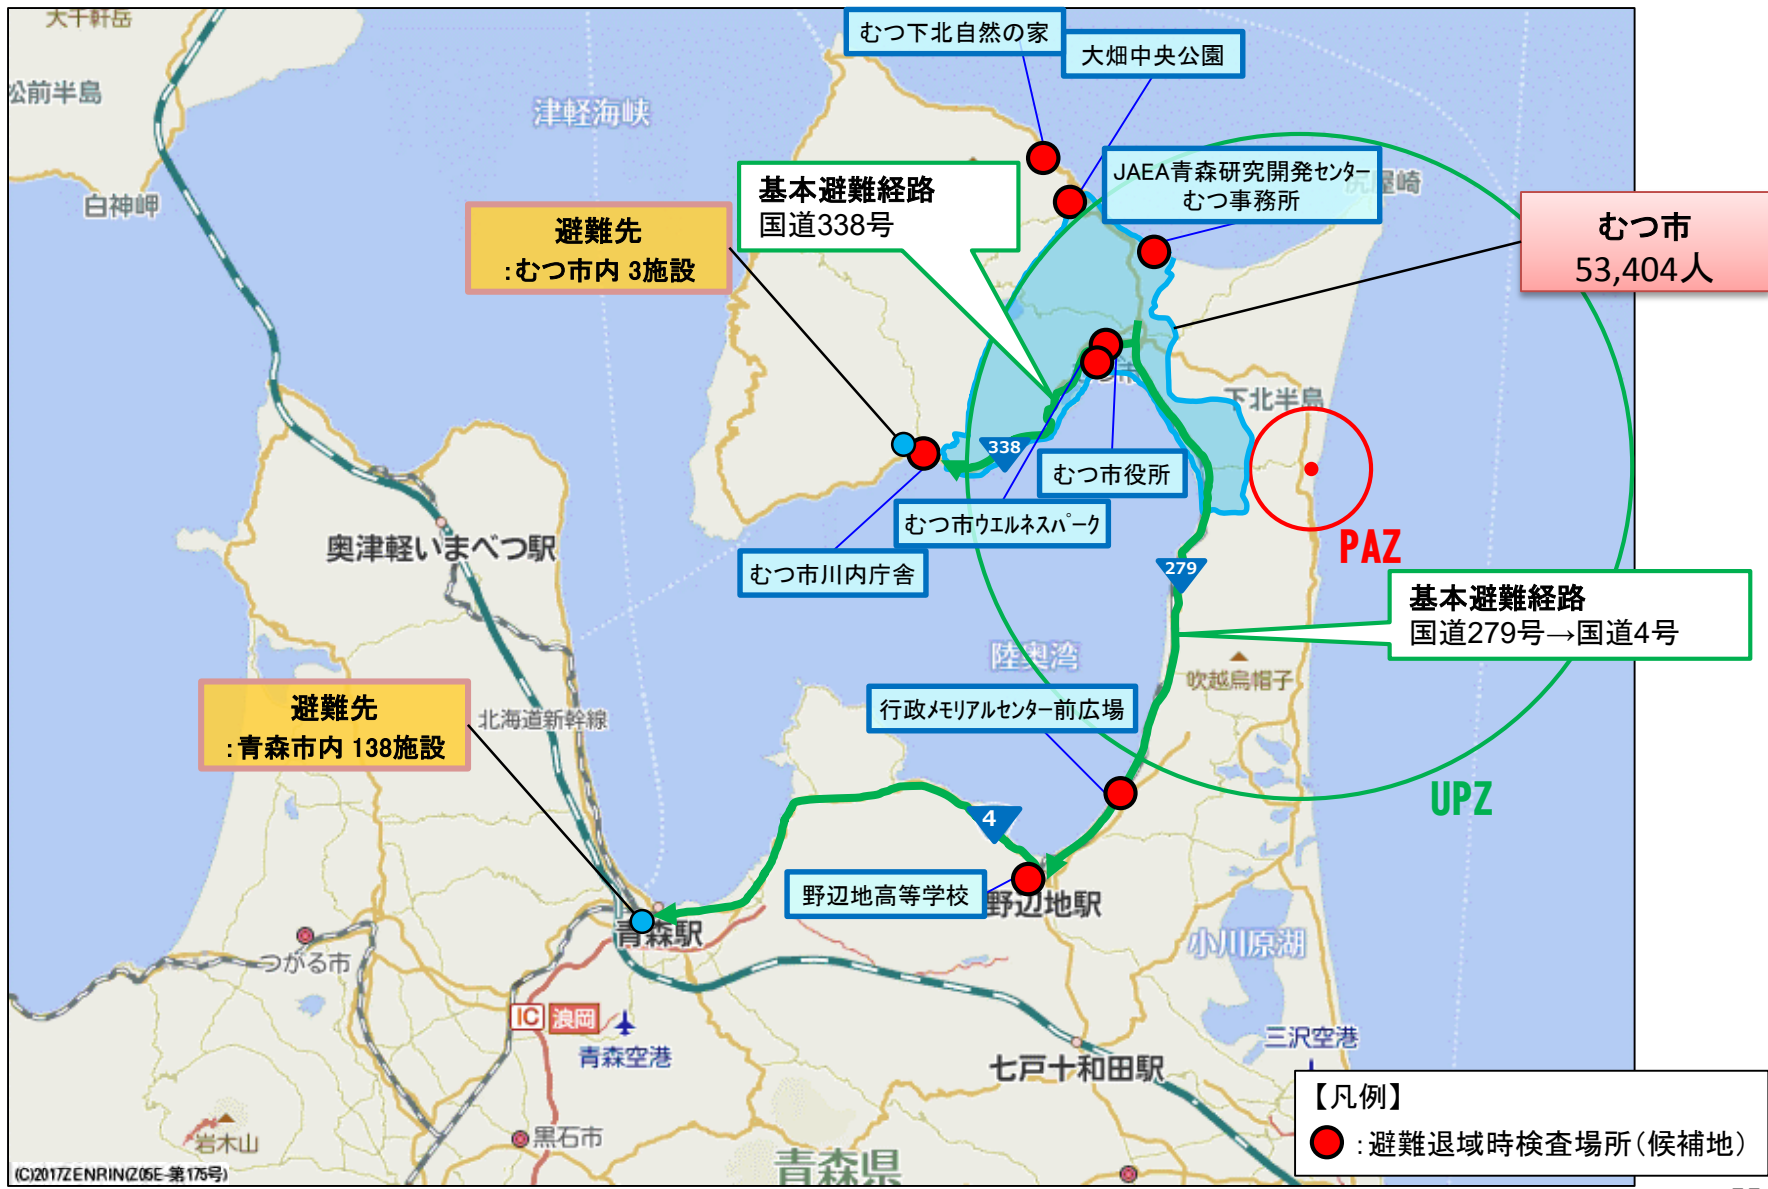 大千軒岳
松前半島
白神岬
津軽海峡
むつ下北自然の家
大畑中央公園
JAEA青森研究開発センター
むつ事務所
尻屋崎
基本避難経路
国道338号
避難先
:むつ市内 3施設
むつ市
53,404人
下北半島
338
むつ市役所
むつ市ウエルネスパーク
むつ市川内庁舎
PAZ
279
基本避難経路
国道279号→国道4号
奥津軽いまべつ駅
陸奥湾
吹越烏帽子
避難先
:青森市内 138施設
北海道新幹線
行政メモリアルセンター前広場
UPZ
4
野辺地高等学校
野辺地駅
青森駅
小川原湖
つがる市
IC 浪岡
青森空港
三沢空港
七戸十和田駅
【凡例】
:避難退域時検査場所(候補地)
岩木山
黒石市
青森県
(C)2017ZENRIN(Z05E-第175号)